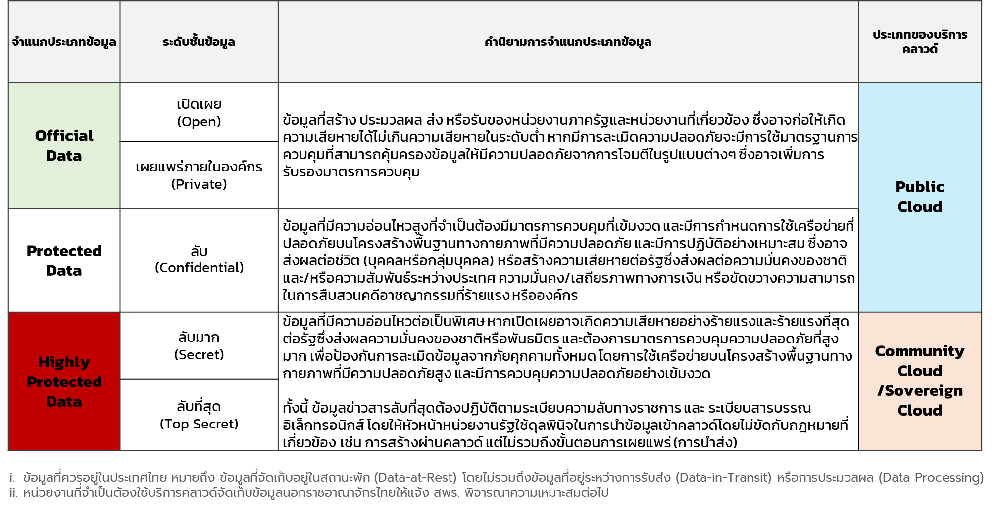 จำแนกประเภทข้อมูล
ระดับชั้นข้อมูล
คำนิยามการจำแนกประเภทข้อมูล
ประเภทของบริการ
คลาวด์
Official
Data
เปิดเผย
(Open)
เผยแพร่ภายในองค์กร
(Private)
ข้อมูลที่สร้าง ประมวลผล ส่ง หรือรับของหน่วยงานภาครัฐและหน่วยงานที่เกี่ยวข้อง ซึ่งอาจก่อให้เกิด
ความเสียหายได้ไม่เกินความเสียหายในระดับต่ำ หากมีการละเมิดความปลอดภัยจะมีการใช้มาตรฐานการ
ควบคุมที่สามารถคุ้มครองข้อมูลให้มีความปลอดภัยจากการโจมตีในรูปแบบต่างๆ ซึ่งอาจเพิ่มการ
รับรองมาตรการควบคุม
Public
Cloud
Protected
Data
ลับ
(Confidential)
ข้อมูลที่มีความอ่อนไหวสูงที่จำเป็นต้องมีมาตรการควบคุมที่เข้มงวด และมีการกำหนดการใช้เครือข่ายที่
ปลอดภัยบนโครงสร้างพื้นฐานทางกายภาพที่มีความปลอดภัย และมีการปฏิบัติอย่างเหมาะสม ซึ่งอาจ
ส่งผลต่อชีวิต (บุคคลหรือกลุ่มบุคคล) หรือสร้างความเสียหายต่อรัฐซึ่งส่งผลต่อความมั่นคงของชาติ
และ/หรือความสัมพันธ์ระหว่างประเทศ ความมั่นคง/เสถียรภาพทางการเงิน หรือขัดขวางความสามารถ
ในการสืบสวนคดีอาชญากรรมที่ร้ายแรง หรือองค์กร
Highly
Protected
Data
ลับมาก
(Secret)
ลับที่สุด
(Top Secret)
ข้อมูลที่มีความอ่อนไหวต่อเป็นพิเศษ หากเปิดเผยอาจเกิดความเสียหายอย่างร้ายแรงและร้ายแรงที่สุด
ต่อรัฐซึ่งส่งผลความมั่นคงของชาติหรือพันธมิตร และต้องการมาตรการควบคุมความปลอดภัยที่สูง
มาก เพื่อป้องกันการละเมิดข้อมูลจากภัยคุกคามทั้งหมด โดยการใช้เครือข่ายบนโครงสร้างพื้นฐานทาง
กายภาพที่มีความปลอดภัยสูง และมีการควบคุมความปลอดภัยอย่างเข้มงวด
ทั้งนี้ ข้อมูลข่าวสารลับที่สุดต้องปฏิบัติตามระเบียบความลับทางราชการ และ ระเบียบสารบรรณ
อิเล็กทรอนิกส์ โดยให้หัวหน้าหน่วยงานรัฐใช้ดุลพินิจในการนำข้อมูลเข้าคลาวด์โดยไม่ขัดกับกฎหมายที่
เกี่ยวข้อง เช่น การสร้างผ่านคลาวด์ แต่ไม่รวมถึงขั้นตอนการเผยแพร่ (การนำส่ง)
Community
Cloud
/Sovereign
Cloud
i. ข้อมูลที่ควรอยู่ในประเทศไทย หมายถึง ข้อมูลที่จัดเก็บอยู่ในสถานะพัก (Data-at-Rest) โดยไม่รวมถึงข้อมูลที่อยู่ระหว่างการรับส่ง (Data-in-Transit) หรือการประมวลผล (Data Processing)
ii. หน่วยงานที่จำเป็นต้องใช้บริการคลาวด์จัดเก็บข้อมูลนอกราชอาณาจักรไทยให้แจ้ง สพร. พิจารณาความเหมาะสมต่อไป